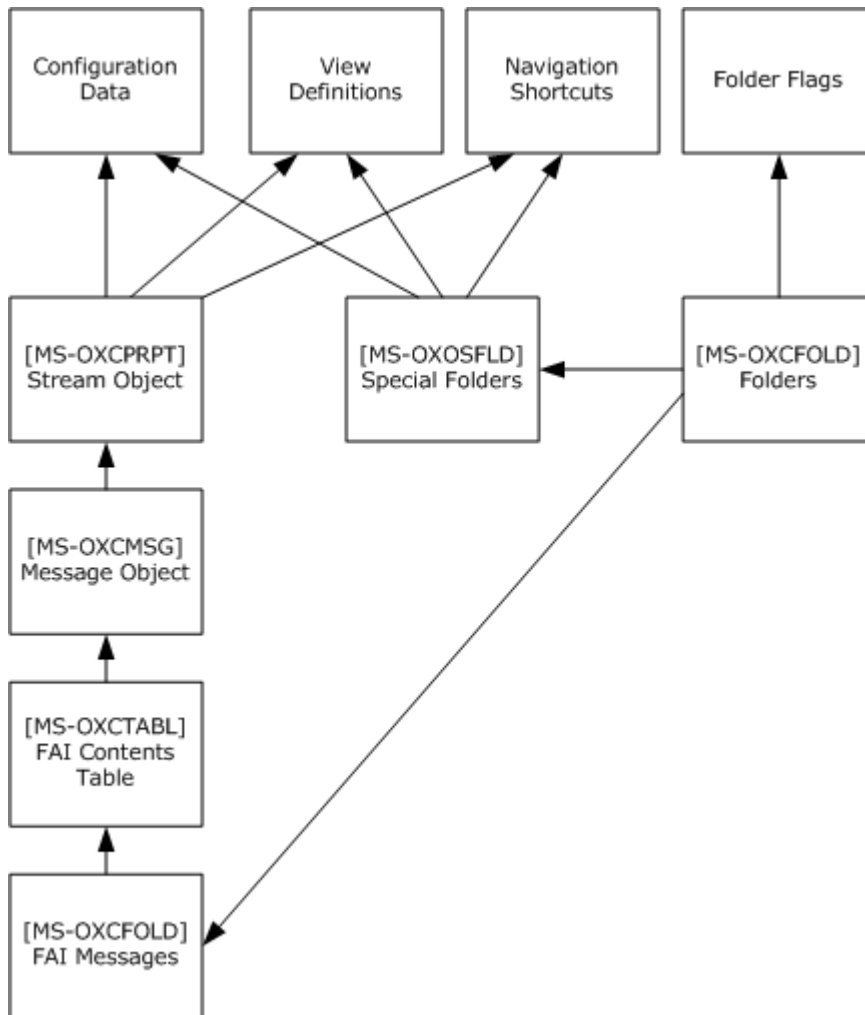 Configuration
Data
View
Definitions
Navigation
Shortcuts
Folder Flags
[MS-OXCPRPT]
Stream Object
[MS-OXOSFLD]
Special Folders
[MS-OXCFOLD]
Folders
[MS-OXCMSG]
Message Object
[MS-OXCTABL]
FAI Contents
Table
[MS-OXCFOLD]
FAI Messages